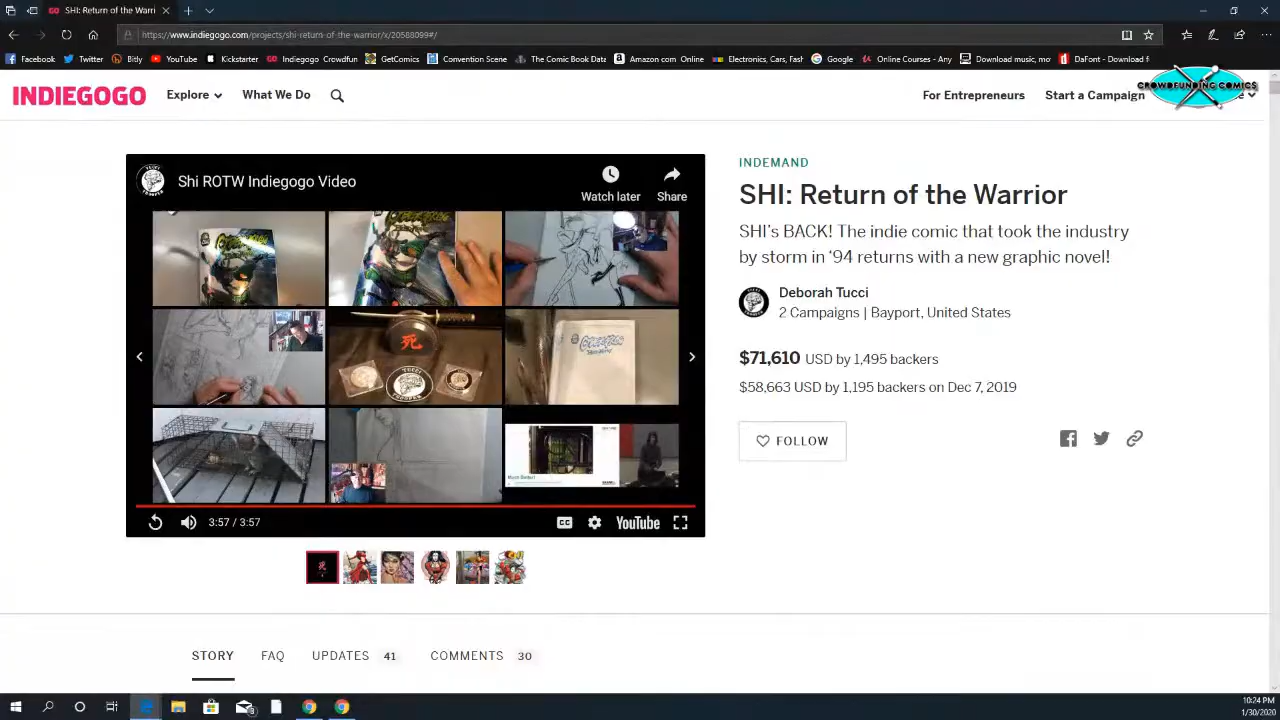 SHI: Return of the Warri
https://www.indiegogo.com/projects/shi-return-of-the-warrior/x/20588099#/
Facebook Twitter Bitly YouTube Kickstarter Indiegogo Crowdfun GetComics Convention Scene The Comic Book Data Amazon.com Online Electronics, Cars, Fash Google Online Courses - Any Download music, mo DaFont - Download f
INDIEGOGO
Explore
What We Do
For Entrepreneurs
Start a Campaign
CROWDFUNDING COMICS
Shi ROTW Indiegogo Video
Watch later
Share
死
3:57 / 3:57
CC
YouTube
INDEMAND
SHI: Return of the Warrior
SHI's BACK! The indie comic that took the industry
by storm in '94 returns with a new graphic novel!
Deborah Tucci
2 Campaigns | Bayport, United States
$71,610 USD by 1,495 backers
$58,663 USD by 1,195 backers on Dec 7, 2019
FOLLOW
STORY
FAQ
UPDATES 41
COMMENTS 30
10:24 PM
1/30/2020